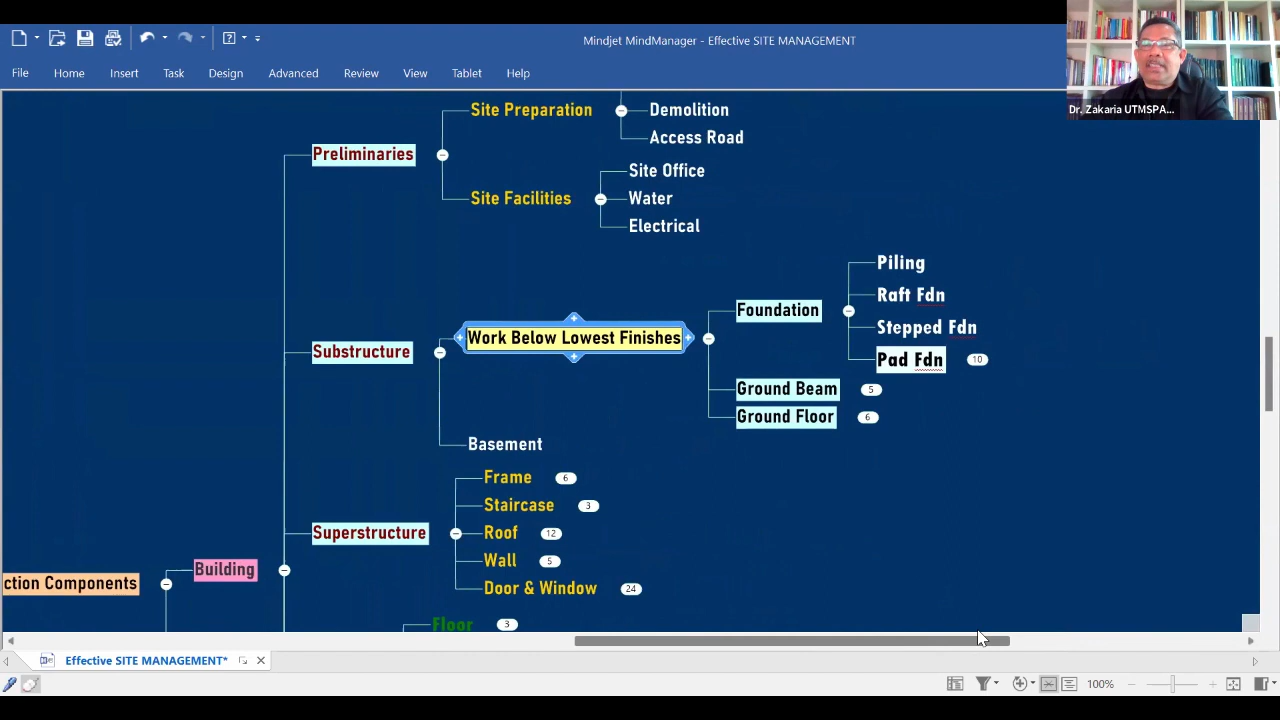 Mindjet MindManager - Effective SITE MANAGEMENT
File Home Insert Task Design Advanced Review View Tablet Help
Dr. Zakaria UTMSPA...
Site Preparation
Demolition
Access Road
Preliminaries
Site Facilities
Site Office
Water
Electrical
Substructure
Work Below Lowest Finishes
Foundation
Piling
Raft Fdn
Stepped Fdn
Pad Fdn 10
Ground Beam 5
Ground Floor 6
Basement
Superstructure
Frame 6
Staircase 3
Roof 12
Wall 5
Door & Window 24
Building
ction Components
Floor 3
Effective SITE MANAGEMENT*
100%